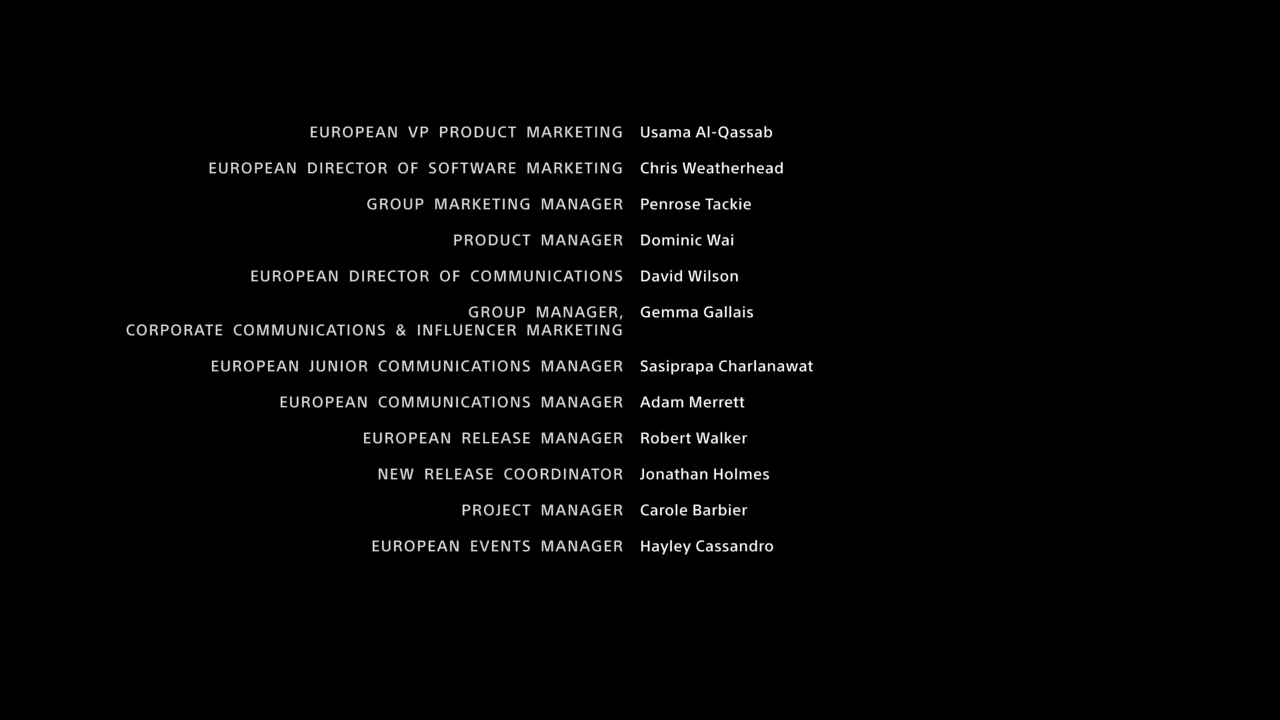 EUROPEAN VP PRODUCT MARKETING Usama Al-Qassab
EUROPEAN DIRECTOR OF SOFTWARE MARKETING Chris Weatherhead
GROUP MARKETING MANAGER Penrose Tackie
PRODUCT MANAGER Dominic Wai
EUROPEAN DIRECTOR OF COMMUNICATIONS David Wilson
GROUP MANAGER, Gemma Gallais
CORPORATE COMMUNICATIONS & INFLUENCER MARKETING
EUROPEAN JUNIOR COMMUNICATIONS MANAGER Sasiprapa Charlanawat
EUROPEAN COMMUNICATIONS MANAGER Adam Merrett
EUROPEAN RELEASE MANAGER Robert Walker
NEW RELEASE COORDINATOR Jonathan Holmes
PROJECT MANAGER Carole Barbier
EUROPEAN EVENTS MANAGER Hayley Cassandro